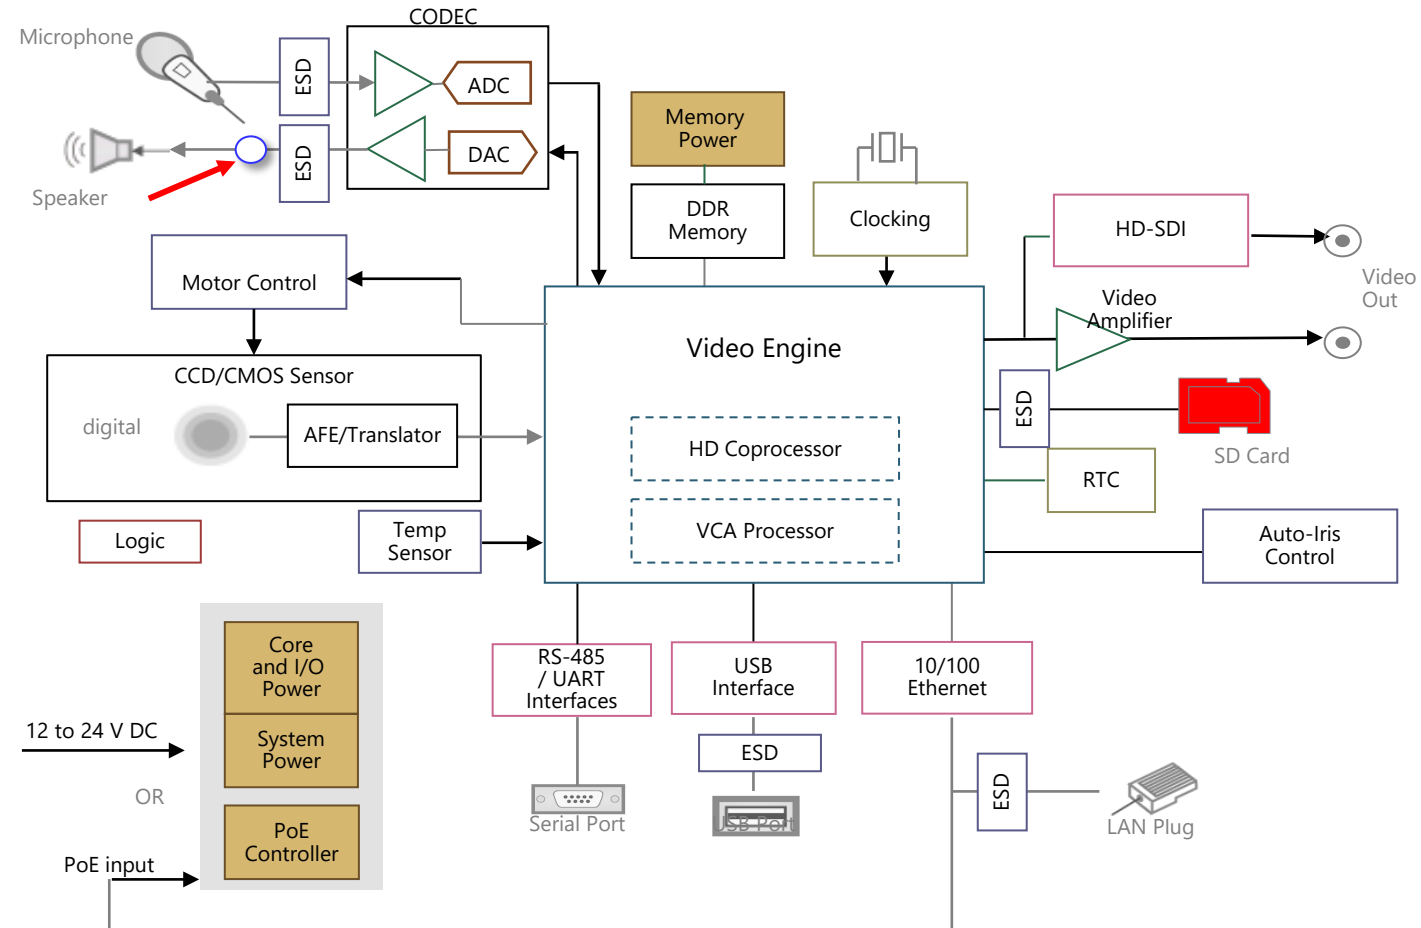 CODEC
Microphone
ESD
ADC
ESD
DAC
Speaker
Memory
Power
DDR
Memory
Clocking
HD-SDI
Video
Out
Video
Amplifier
Motor Control
Video Engine
CCD/CMOS Sensor
digital
AFE/Translator
ESD
SD Card
HD Coprocessor
RTC
VCA Processor
Logic
Temp
Sensor
Auto-Iris
Control
Core
and I/O
Power
System
Power
12 to 24 V DC
OR
PoE
Controller
PoE input
RS-485
/ UART
Interfaces
USB
Interface
10/100
Ethernet
ESD
ESD
Serial Port
USB Port
LAN Plug